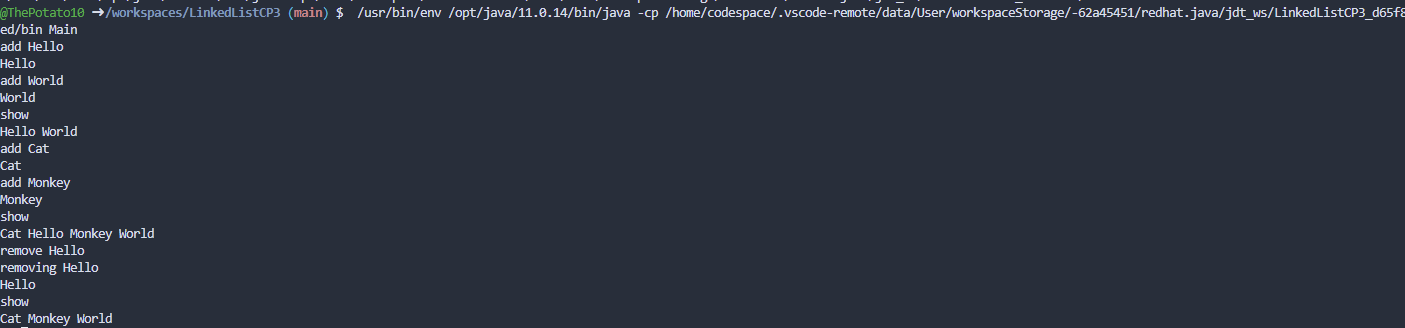 @ThePotato10 ➜/workspaces/LinkedListCP3 (main) $  /usr/bin/env /opt/java/11.0.14/bin/java -cp /home/codespace/.vscode-remote/data/User/workspaceStorage/-62a45451/redhat.java/jdt_ws/LinkedListCP3_d65f8
ed/bin Main
add Hello
Hello
add World
World
show
Hello World
add Cat
Cat
add Monkey
Monkey
show
Cat Hello Monkey World
remove Hello
removing Hello
Hello
show
Cat Monkey World